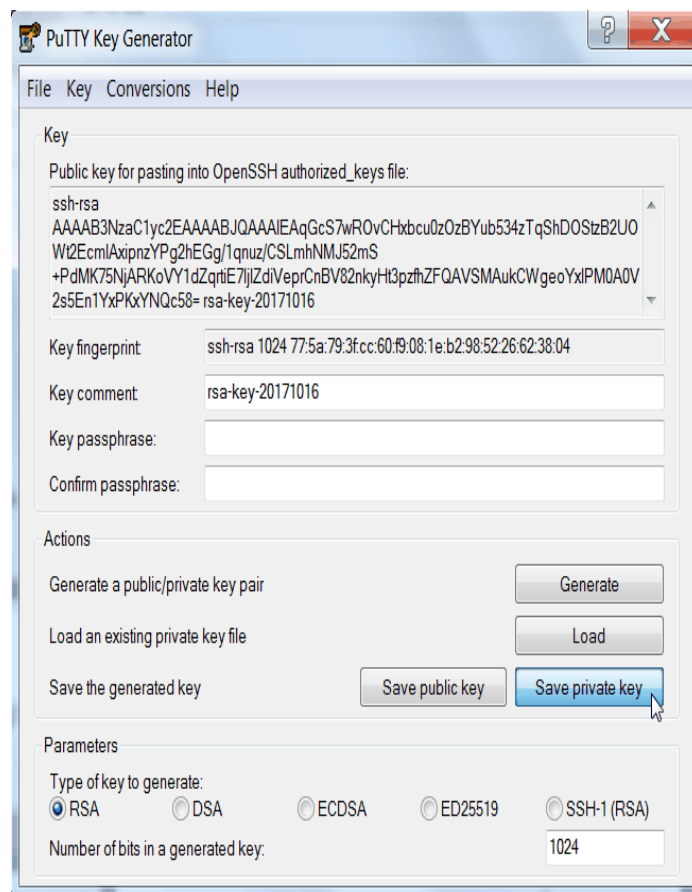 PuTTY Key Generator
File Key Conversions Help
Key
Public key for pasting into OpenSSH authorized_keys file:
ssh-rsa
AAAAB3NzaC1yc2EAAAABJQAAAIEAqGcS7wROvCHxbcu0zOzBYub534zTqShDOStzB2UO
Wt2EcmIAxipnzYPg2hEGg/1qnuz/CSLmhNMJ52mS
+PdMK75NjARKoVY1dZqrtiE7IjIZdiVeprCnBV82nkyHt3pzfhZFQAVSMAukCWgeoYxIPM0A0V
2s5En1YxPKxYNQc58= rsa-key-20171016
Key fingerprint: ssh-rsa 1024 77:5a:79:3f:cc:60:f9:08:1e:b2:98:52:26:62:38:04
Key comment: rsa-key-20171016
Key passphrase:
Confirm passphrase:
Actions
Generate a public/private key pair Generate
Load an existing private key file Load
Save the generated key Save public key Save private key
Parameters
Type of key to generate:
RSA DSA ECDSA ED25519 SSH-1 (RSA)
Number of bits in a generated key: 1024